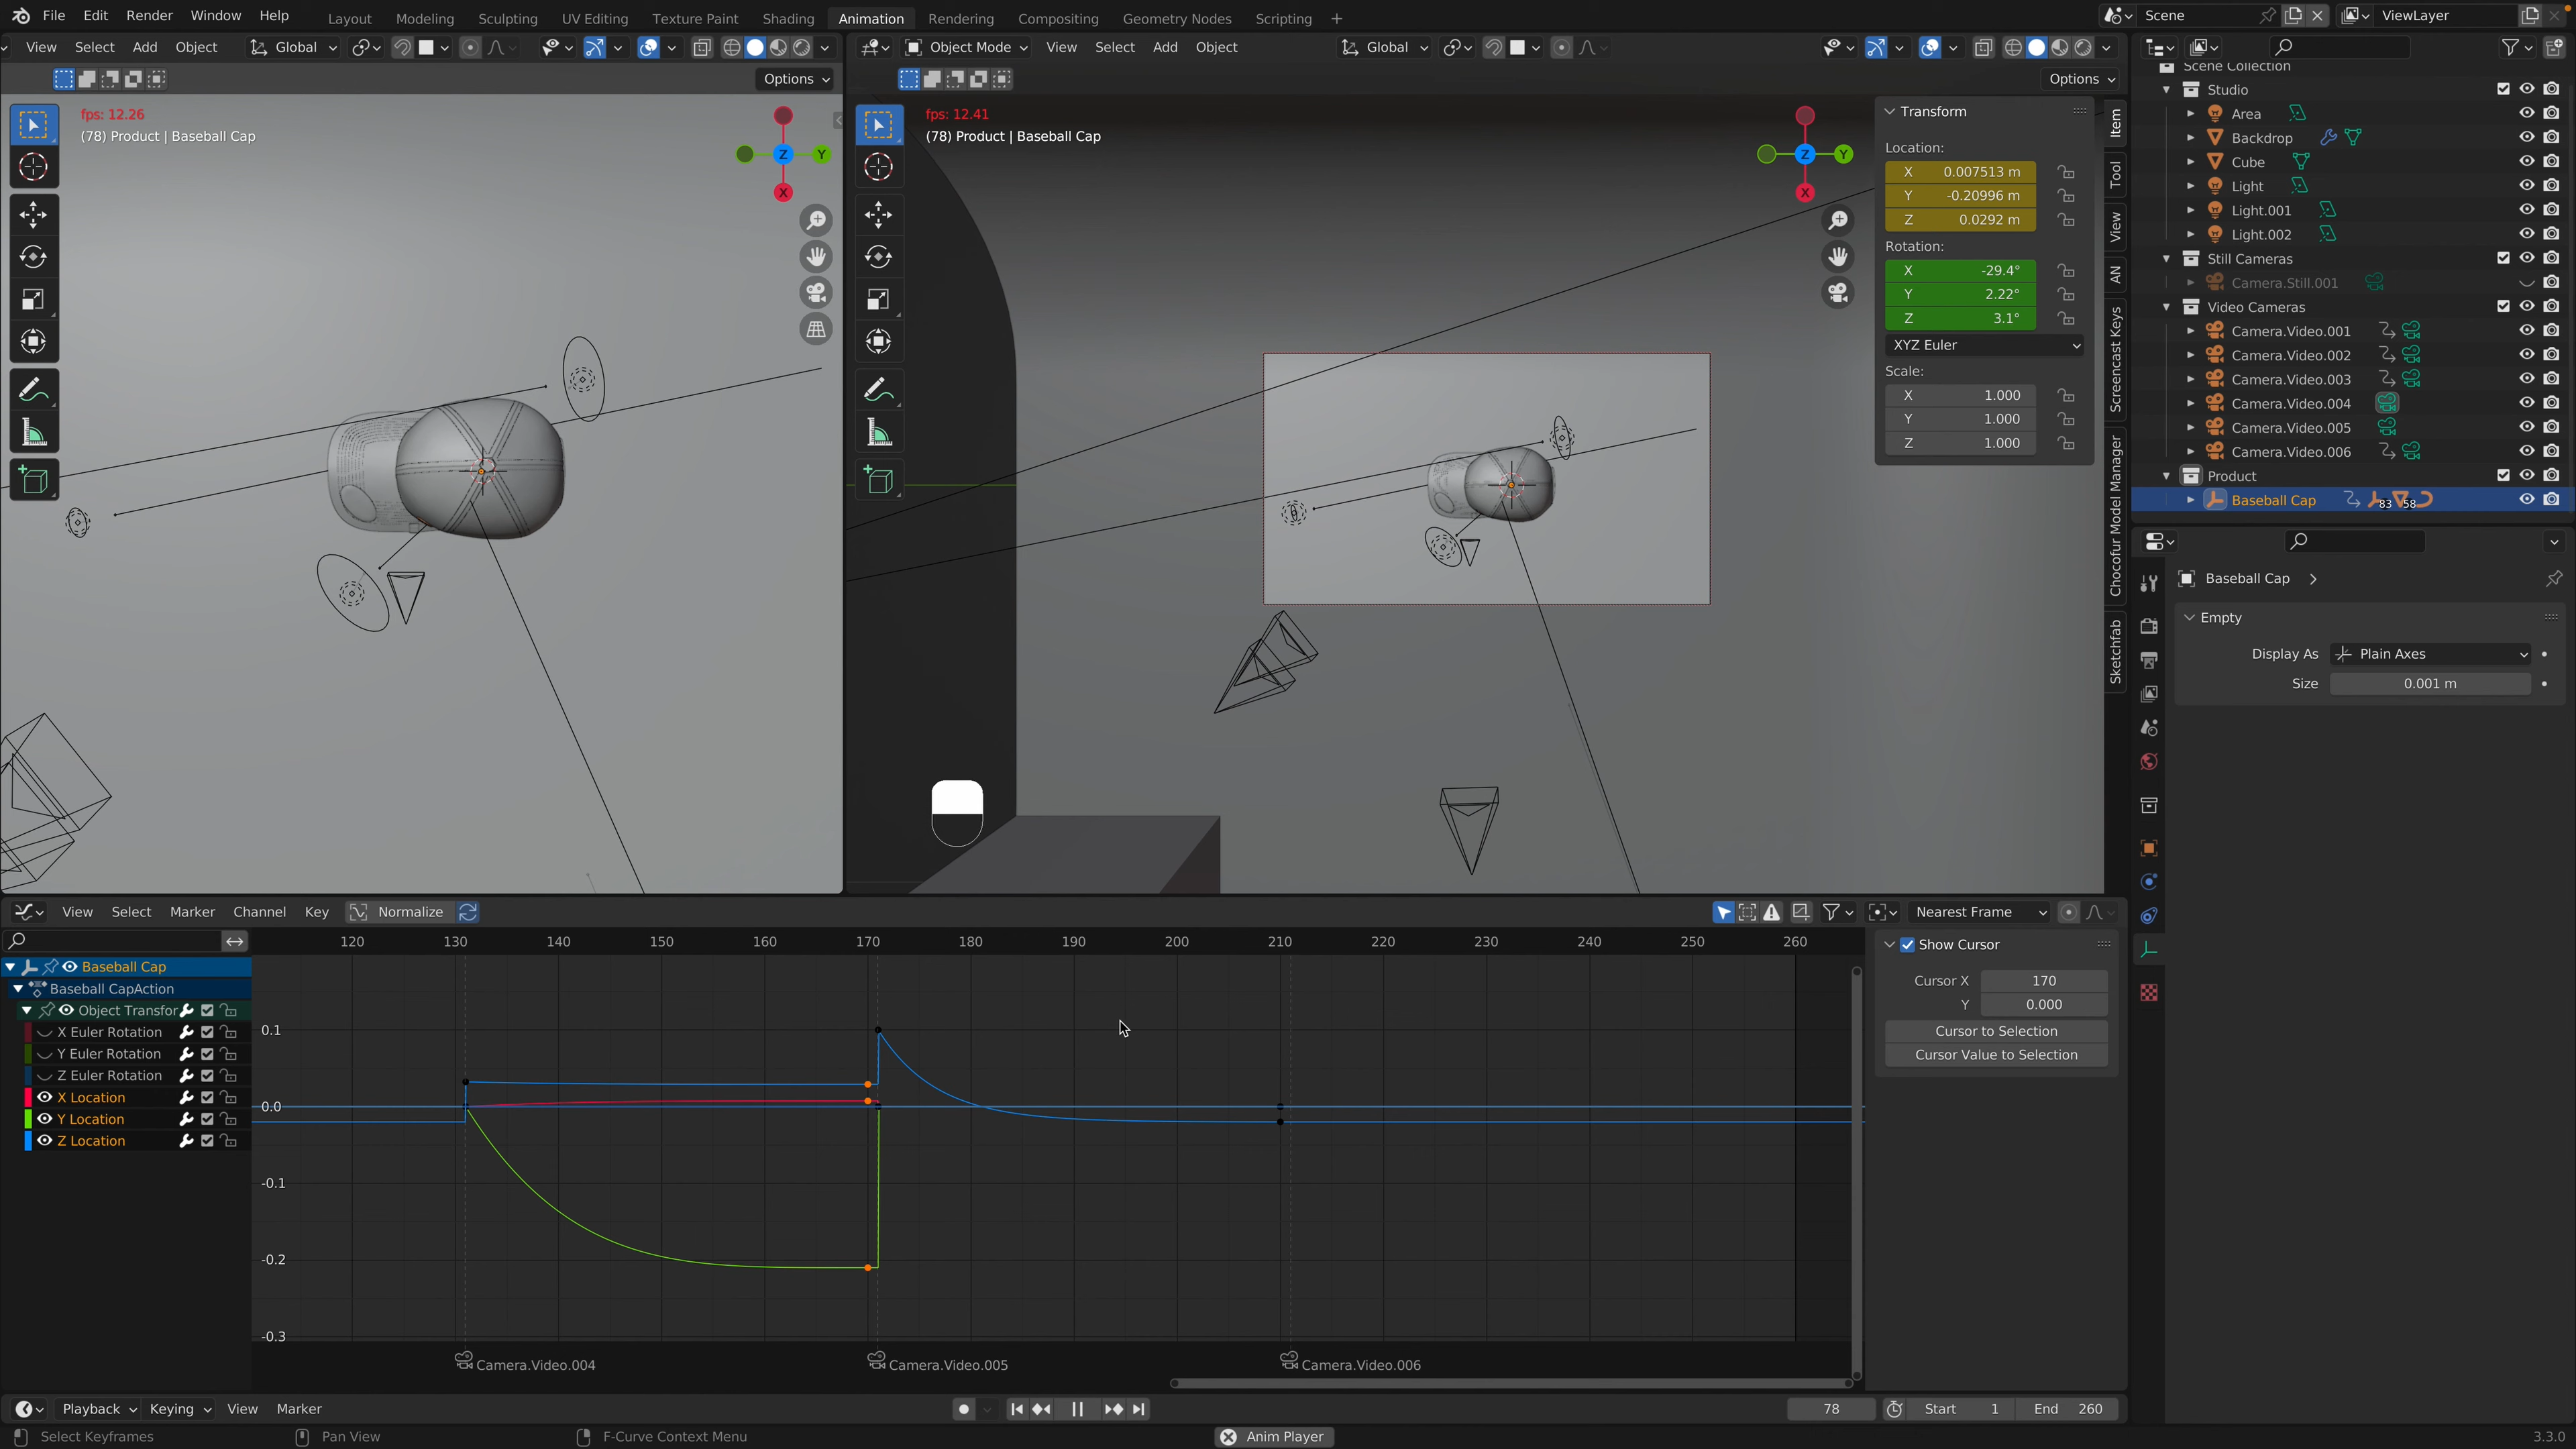 File Edit Render Window Help Layout Modeling Sculpting UV Editing Texture Paint Shading Animation Rendering Compositing Geometry Nodes Scripting + Scene ViewLayer
View Select Add Object Global Object Mode View Select Add Object Global
Options Options
fps: 12.26
(78) Product | Baseball Cap
Z Y X
fps: 12.41
(78) Product | Baseball Cap
Z Y X
Transform
Location:
X 0.007513 m
Y -0.20996 m
Z 0.0292 m
Rotation:
X -29.4°
Y 2.22°
Z 3.1°
XYZ Euler
Scale:
X 1.000
Y 1.000
Z 1.000
Item
Tool
View
AN
Screencast Keys
Chocofur Model Manager
Sketchfab
Scene Collection
Studio
Area
Backdrop
Cube
Light
Light.001
Light.002
Still Cameras
Camera.Still.001
Video Cameras
Camera.Video.001
Camera.Video.002
Camera.Video.003
Camera.Video.004
Camera.Video.005
Camera.Video.006
Product
Baseball Cap 83 58
Baseball Cap
Empty
Display As Plain Axes
Size 0.001 m
View Select Marker Channel Key Normalize Nearest Frame
120 130 140 150 160 170 180 190 200 210 220 230 240 250 260
Baseball Cap
Baseball CapAction
Object Transfor
X Euler Rotation
Y Euler Rotation
Z Euler Rotation
X Location
Y Location
Z Location
0.1
0.0
-0.1
-0.2
-0.3
Camera.Video.004 Camera.Video.005 Camera.Video.006
Show Cursor
Cursor X 170
Y 0.000
Cursor to Selection
Cursor Value to Selection
Playback Keying View Marker 78 Start 1 End 260
Select Keyframes Pan View F-Curve Context Menu Anim Player 3.3.0